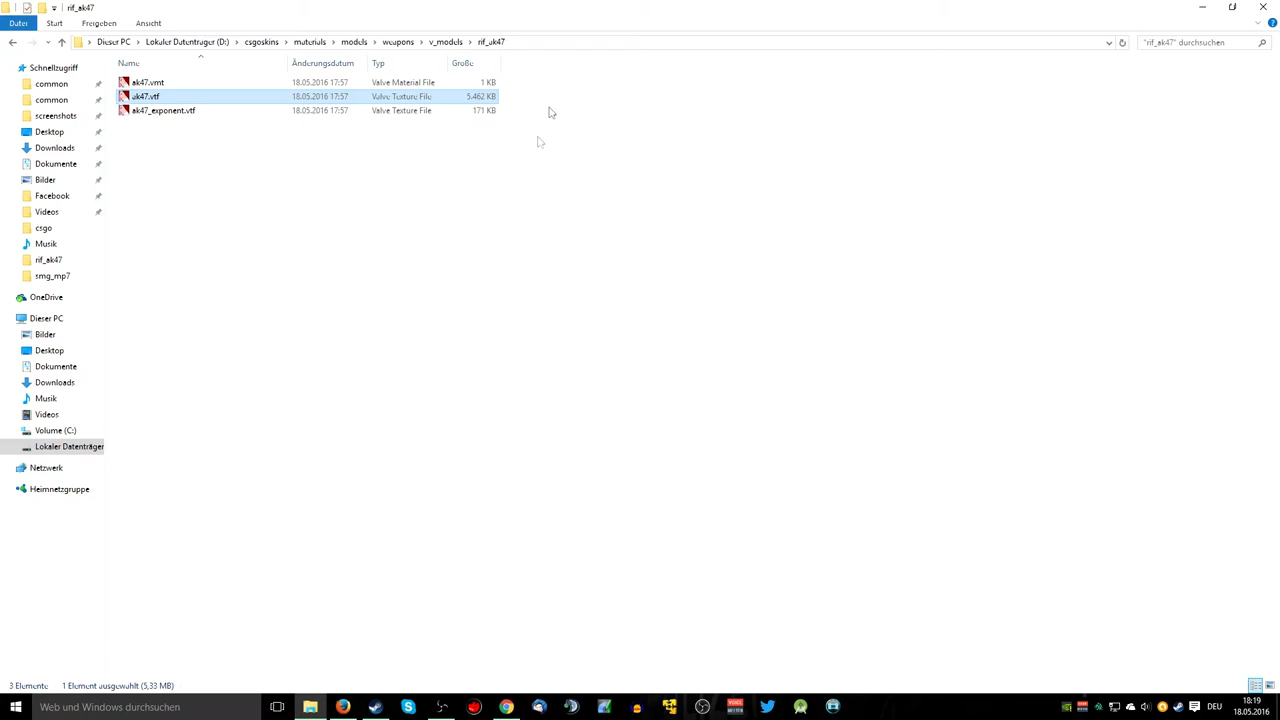 rif_ak47
Datei Start Freigeben Ansicht
Dieser PC Lokaler Datenträger (D:) csgoskins materials models weapons v_models rif_ak47 "rif_ak47" durchsuchen
Name Änderungsdatum Typ Größe
ak47.vmt 18.05.2016 17:57 Valve Material File 1 KB
ak47.vtf 18.05.2016 17:57 Valve Texture File 5.462 KB
ak47_exponent.vtf 18.05.2016 17:57 Valve Texture File 171 KB
Schnellzugriff
common
common
screenshots
Desktop
Downloads
Dokumente
Bilder
Facebook
Videos
csgo
Musik
rif_ak47
smg_mp7
OneDrive
Dieser PC
Bilder
Desktop
Dokumente
Downloads
Musik
Videos
Volume (C:)
Lokaler Datenträger
Netzwerk
Heimnetzgruppe
3 Elemente 1 Element ausgewählt (5,33 MB)
Web und Windows durchsuchen
DEU
18:19
18.05.2016